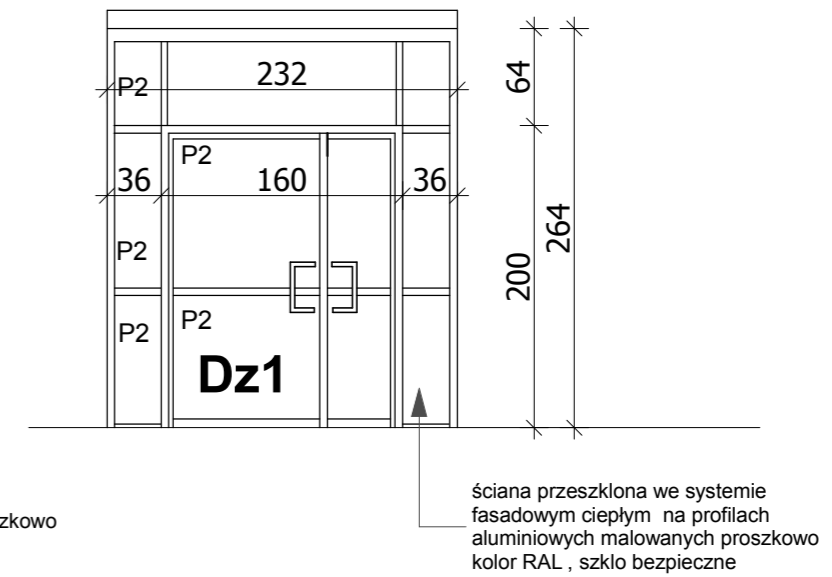 P2
232
64
P2
36
160
36
264
200
P2
P2
P2
Dz1
zkowo
ściana przeszklona we systemie
fasadowym ciepłym na profilach
aluminiowych malowanych proszkowo
kolor RAL , szklo bezpieczne